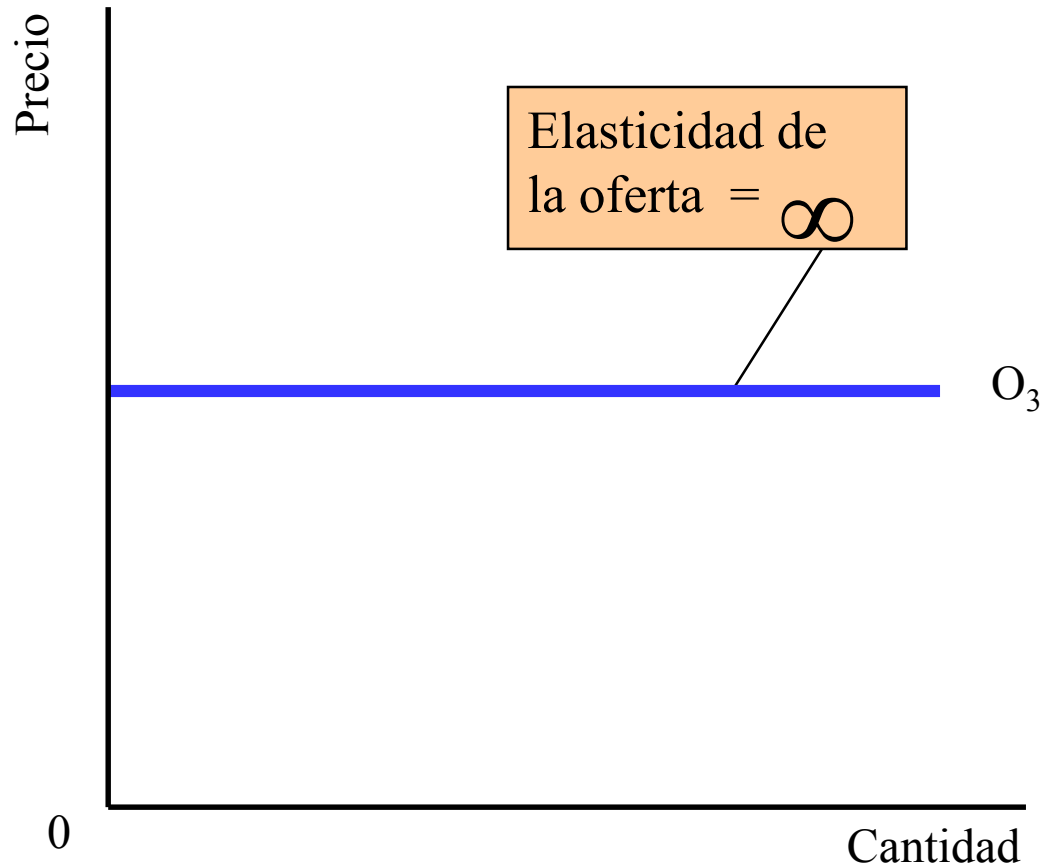 Precio
Elasticidad de
la oferta = ∞
O₃
0
Cantidad